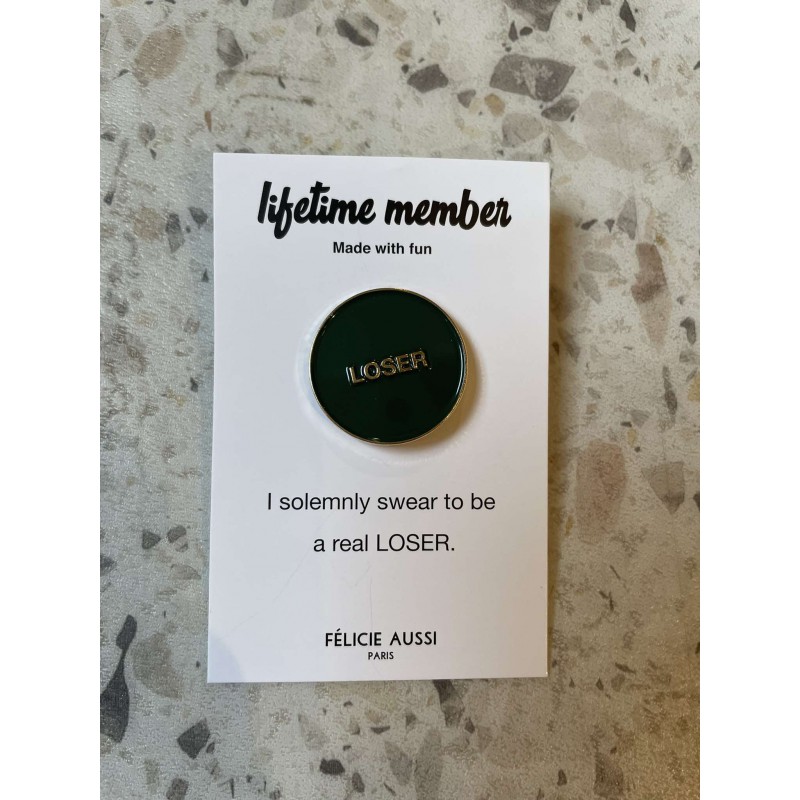 lifetime member
Made with fun
LOSER
I solemnly swear to be
a real LOSER.
FÉLICIE AUSSI
PARIS